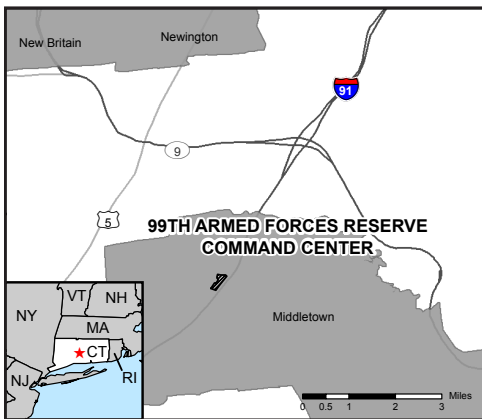 New Britain
Newington
91
9
5
99TH ARMED FORCES RESERVE
COMMAND CENTER
Middletown
VT
NH
NY
MA
CT
RI
NJ
Miles
0 0.5 1 2 3